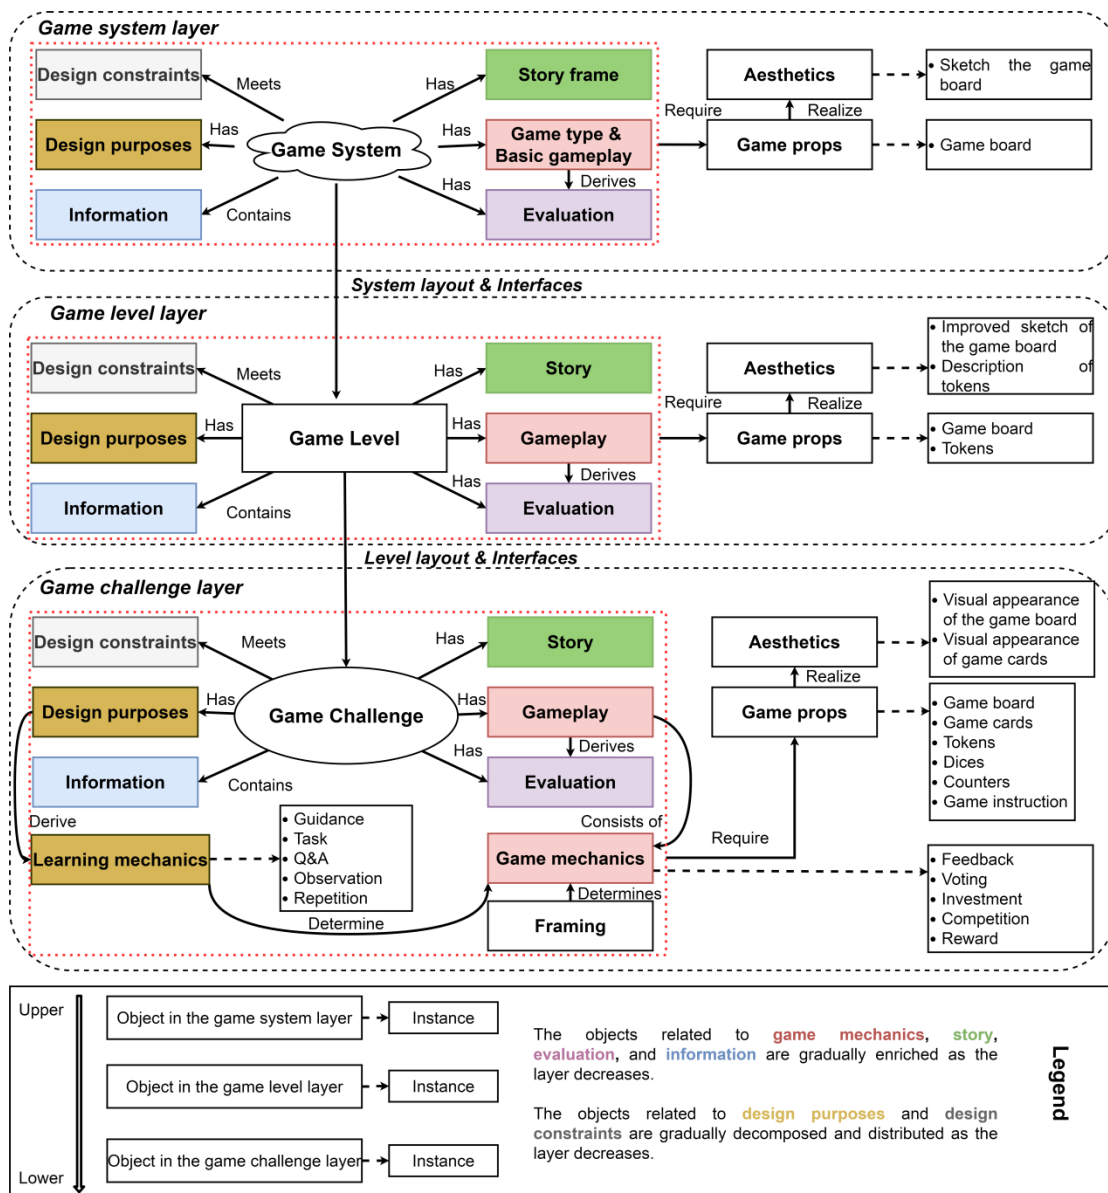 Game system layer
Design constraints
Meets
Has
Story frame
Aesthetics
• Sketch the game
board
Design purposes
Has
Game System
Has
Game type &
Basic gameplay
Require
Realize
Game props
• Game board
Derives
Information
Contains
Has
Evaluation
System layout & Interfaces
Game level layer
Design constraints
Meets
Has
Story
Aesthetics
• Improved sketch of
the game board
• Description of
tokens
Design purposes
Has
Game Level
Has
Gameplay
Require
Realize
Game props
• Game board
• Tokens
Derives
Information
Contains
Has
Evaluation
Level layout & Interfaces
Game challenge layer
Design constraints
Meets
Has
Story
Aesthetics
• Visual appearance
of the game board
• Visual appearance
of game cards
Design purposes
Has
Game Challenge
Has
Gameplay
Realize
Game props
• Game board
• Game cards
• Tokens
• Dices
• Counters
• Game instruction
Derives
Information
Contains
Has
Evaluation
Derive
Learning mechanics
• Guidance
• Task
• Q&A
• Observation
• Repetition
Consists of
Game mechanics
Require
• Feedback
• Voting
• Investment
• Competition
• Reward
Determine
Determines
Framing
Upper
Lower
Object in the game system layer
Instance
Object in the game level layer
Instance
Object in the game challenge layer
Instance
The objects related to game mechanics, story,
evaluation, and information are gradually enriched as the
layer decreases.
The objects related to design purposes and design
constraints are gradually decomposed and distributed as the
layer decreases.
Legend